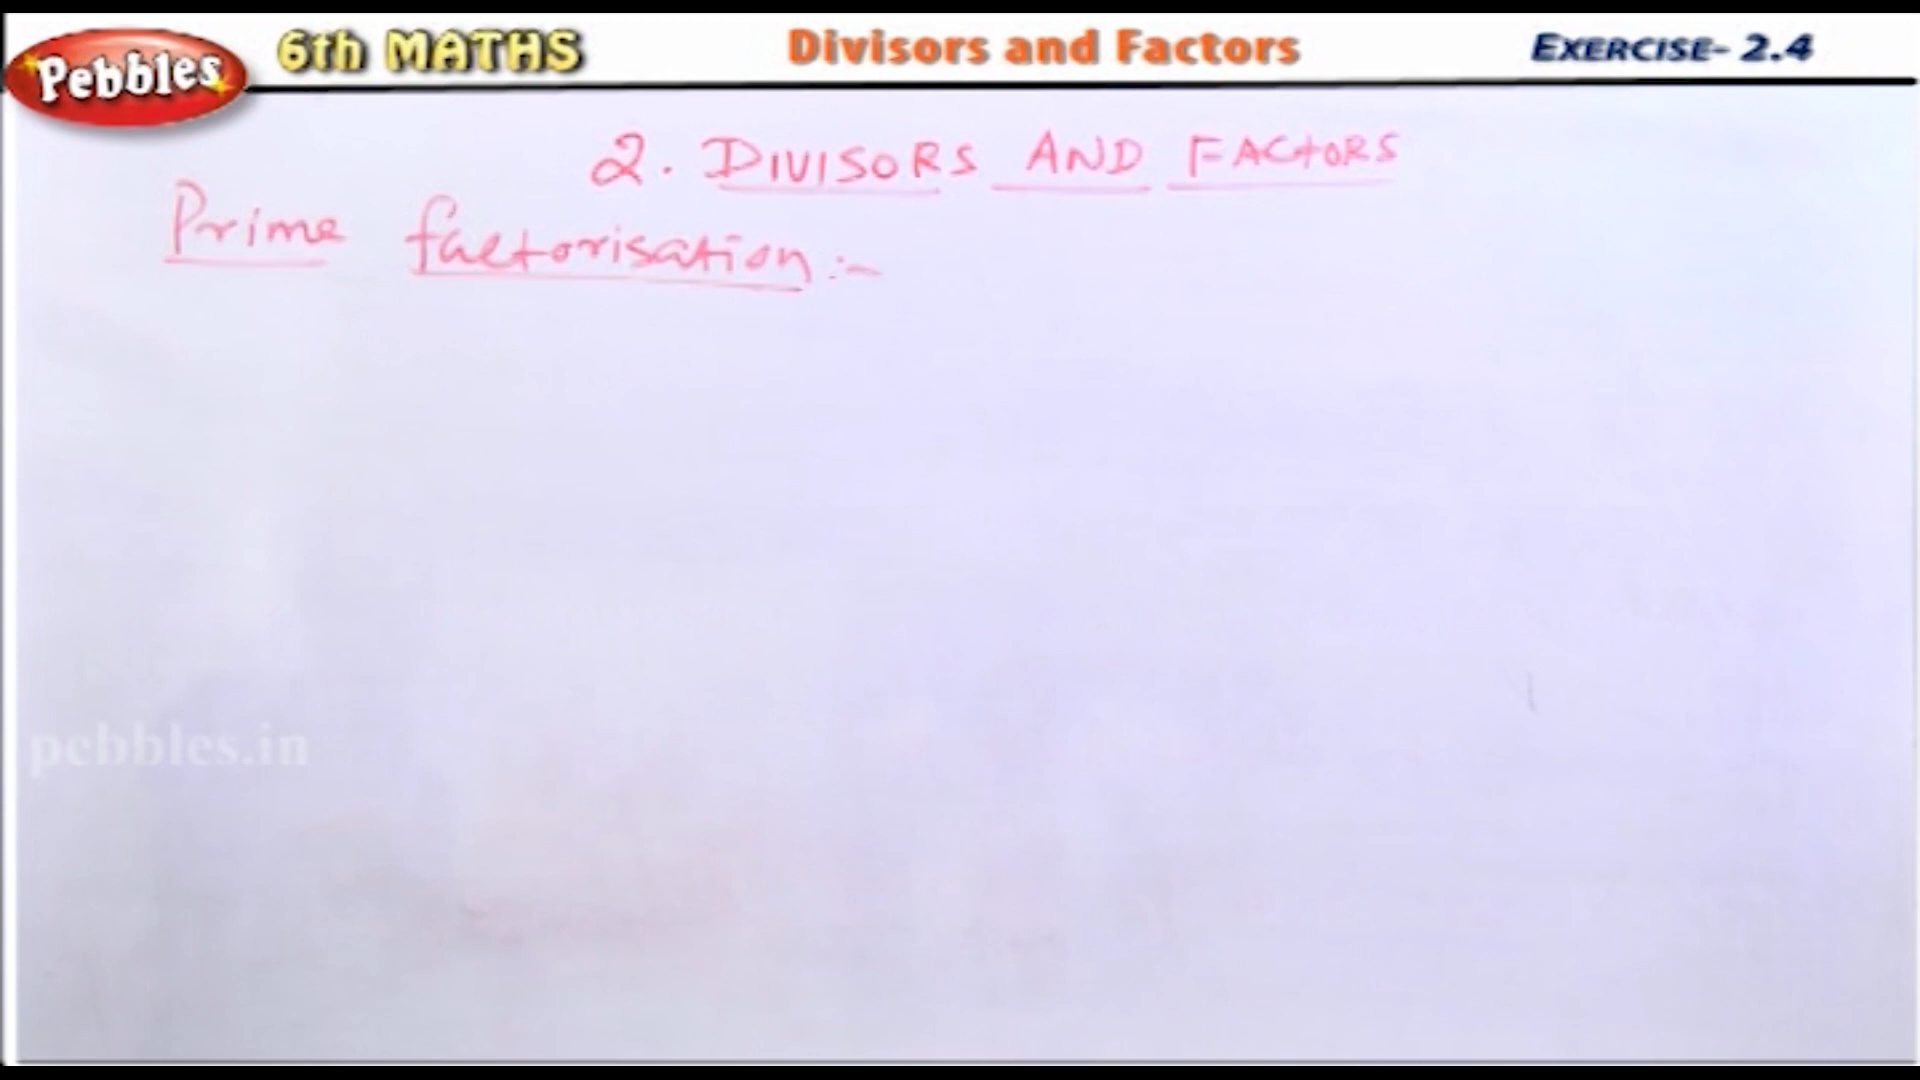 Pebbles 6th MATHS Divisors and Factors EXERCISE- 2.4
2. DIVISORS AND FACTORS
Prime factorisation:-
pebbles.in